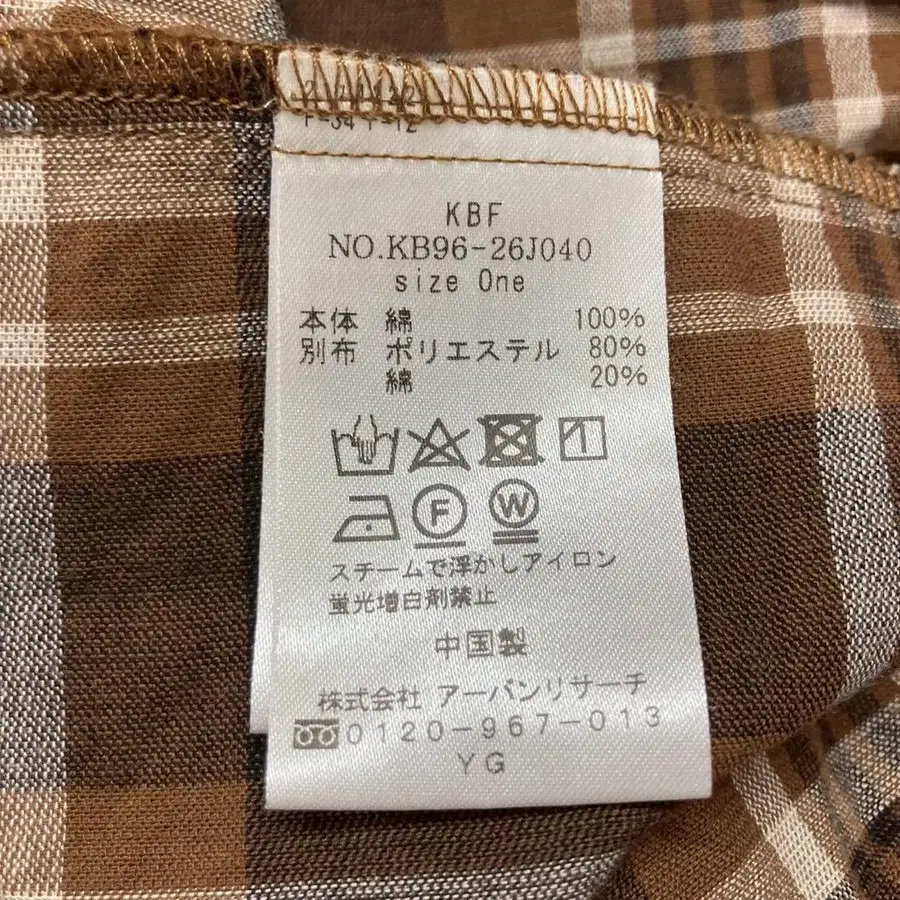 KBF
NO.KB96-26J040
size One
本体 綿 100%
別布 ポリエステル 80%
綿 20%
F W
スチームで浮かしアイロン
蛍光増白剤禁止
中国製
株式会社 アーバンリサーチ
0120-967-013
YG